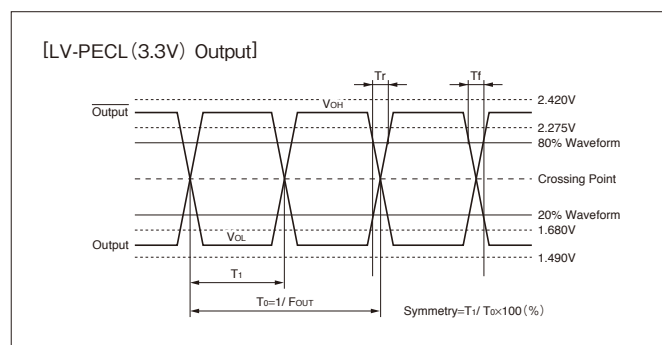 [LV-PECL(3.3V) Output]
Tr
Tf
Output
VOH
2.420V
2.275V
80% Waveform
Crossing Point
20% Waveform
1.680V
Output
VOL
1.490V
T1
T0=1/ FOUT
Symmetry=T1/ T0×100(%)